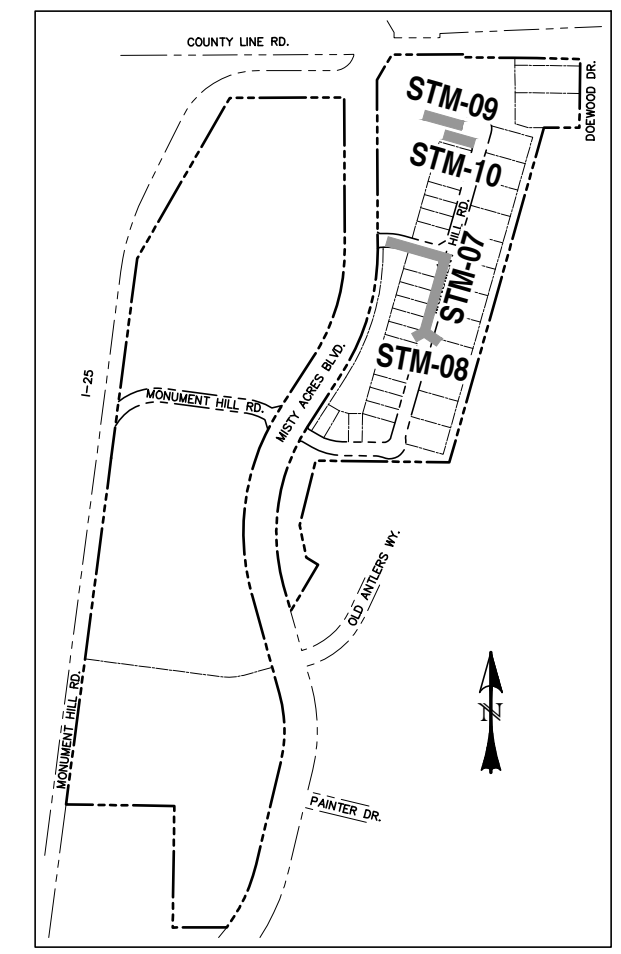 COUNTY LINE RD.
DOEWOOD DR.
STM-09
STM-10
HILL RD.
STM-07
STM-08
MISTY ACRES BLVD.
I-25
MONUMENT HILL RD.
OLD ANTLERS WY.
MONUMENT HILL RD.
N
PAINTER DR.